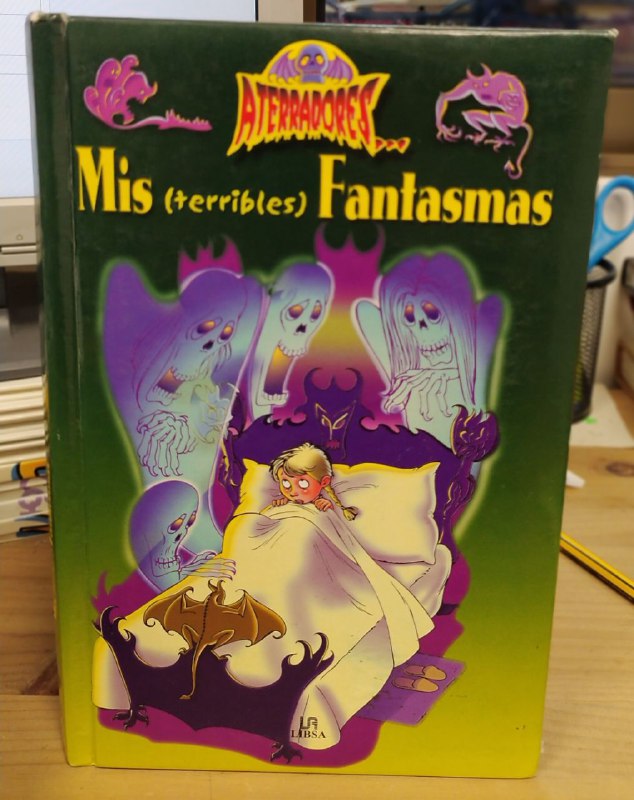 ATERRADORES...
Mis (terribles) Fantasmas
LIBSA